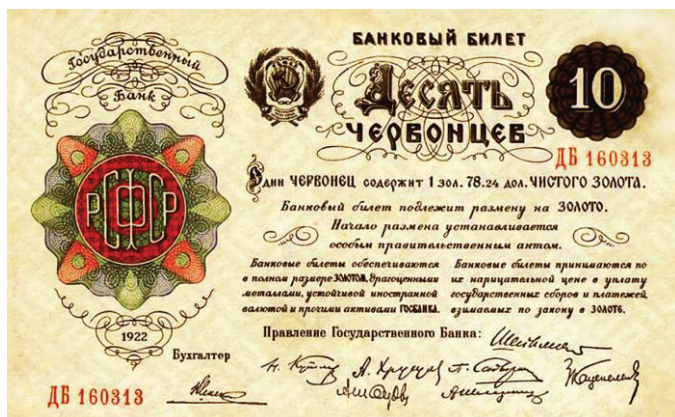 Государственный
Банк
РСФСР
1922
Бухгалтер
ДБ 160313
БАНКОВЫЙ БИЛЕТ
Десять
ЧЕРВОНЦЕВ
10
ДБ 160313
Один ЧЕРВОНЕЦ содержит 1 зол. 78.24 дол. ЧИСТОГО ЗОЛОТА.
Банковый билет подлежит размену на ЗОЛОТО.
Начало размена устанавливается
особым правительственным актом.
Банковые билеты обеспечиваются
в полном размере ЗОЛОТОМ, драгоценными
металлами, устойчивой иностранной
валютой и прочими активами ГОСБАНКА.
Банковые билеты принимаются по
их нарицательной цене в уплату
государственных сборов и платежей,
взимаемых по закону в ЗОЛОТЕ.
Правление Государственного Банка: